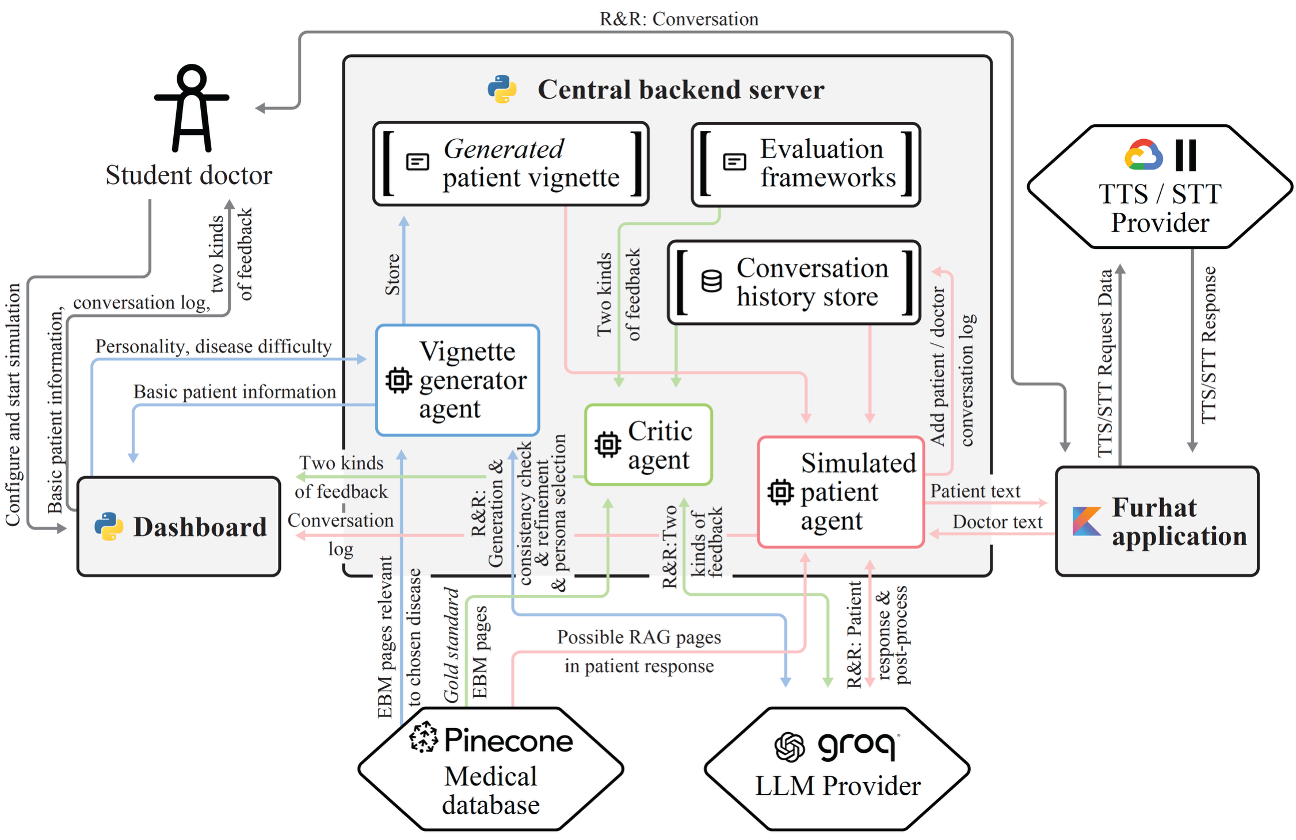 R&R: Conversation
Central backend server
Generated
patient vignette
Evaluation
frameworks
Student doctor
TTS / STT
Provider
Conversation
history store
Store
Two kinds
of feedback
two kinds
of feedback
conversation log,
Basic patient information,
Configure and start simulation
Personality, disease difficulty
Basic patient information
Vignette
generator
agent
Critic
agent
Simulated
patient
agent
Add patient / doctor
conversation log
TTS/STT Request Data
TTS/STT Response
Two kinds
of feedback
Conversation
log
Dashboard
R&R:
Generation &
consistency check
& refinement
& persona selection
R&R:Two
kinds of
feedback
Patient text
Doctor text
Furhat
application
EBM pages relevant
to chosen disease
Gold standard
EBM pages
Possible RAG pages
in patient response
R&R: Patient
response &
post-process
Pinecone
Medical
database
groq
LLM Provider